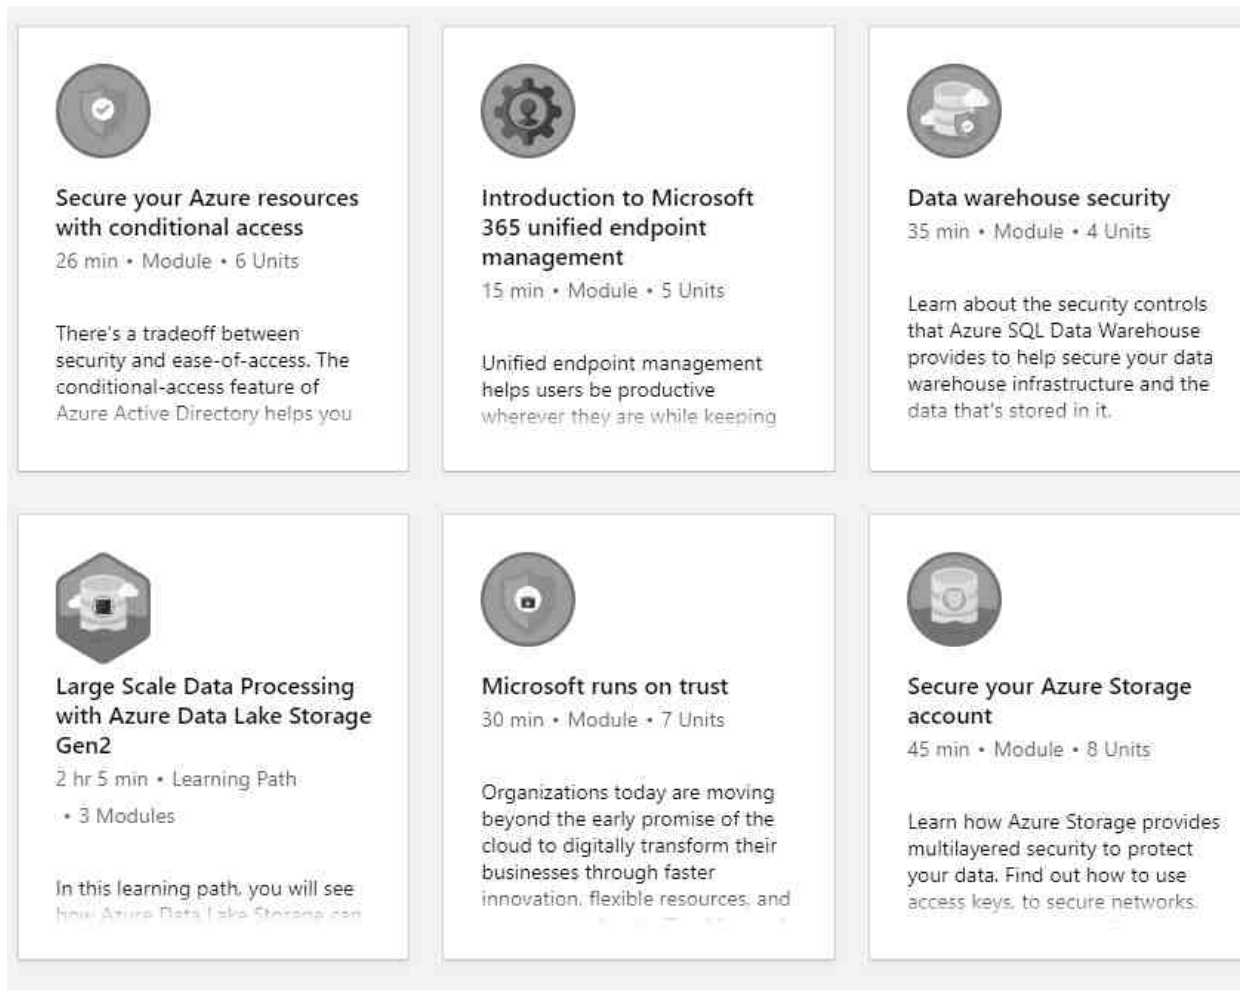 Secure your Azure resources
with conditional access
26 min • Module • 6 Units
There's a tradeoff between
security and ease-of-access. The
conditional-access feature of
Azure Active Directory helps you
Introduction to Microsoft
365 unified endpoint
management
15 min • Module • 5 Units
Unified endpoint management
helps users be productive
wherever they are while keeping
Data warehouse security
35 min • Module • 4 Units
Learn about the security controls
that Azure SQL Data Warehouse
provides to help secure your data
warehouse infrastructure and the
data that's stored in it.
Large Scale Data Processing
with Azure Data Lake Storage
Gen2
2 hr 5 min • Learning Path
• 3 Modules
In this learning path, you will see
how Azure Data Lake Storage can
Microsoft runs on trust
30 min • Module • 7 Units
Organizations today are moving
beyond the early promise of the
cloud to digitally transform their
businesses through faster
innovation, flexible resources, and
Secure your Azure Storage
account
45 min • Module • 8 Units
Learn how Azure Storage provides
multilayered security to protect
your data. Find out how to use
access keys, to secure networks,